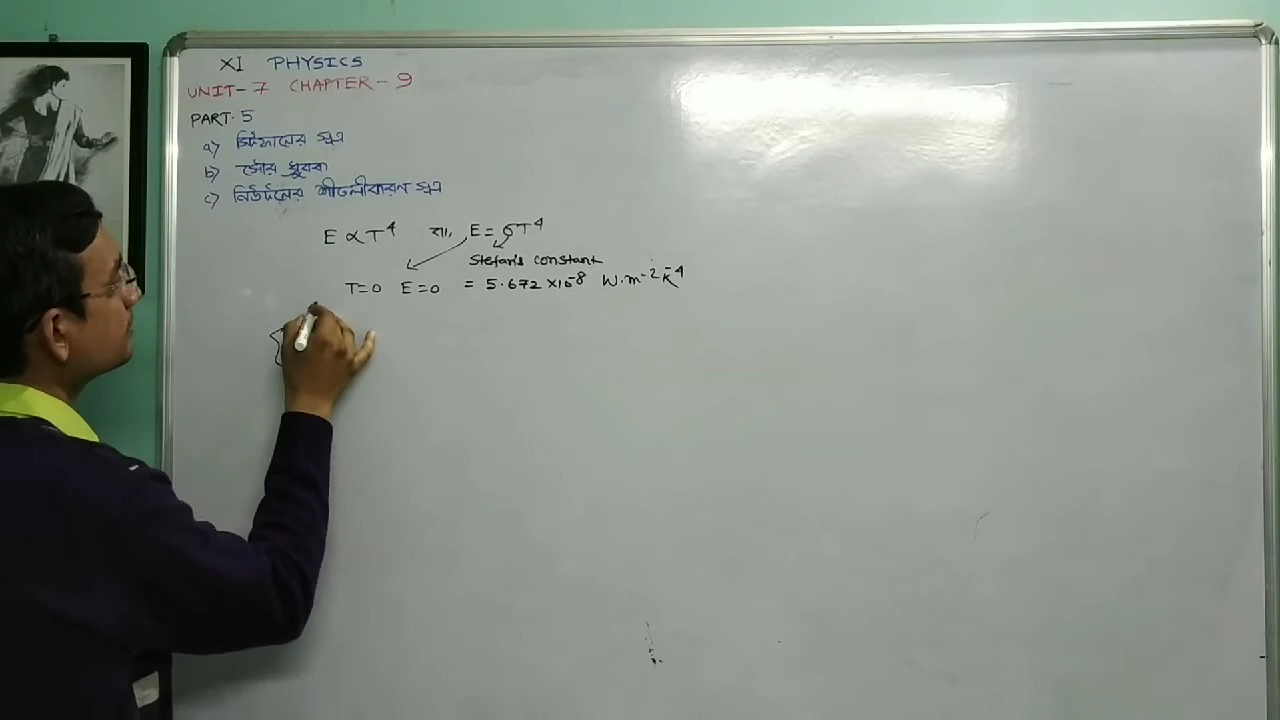 XI PHYSICS
UNIT-7 CHAPTER-9
PART-5
a) স্টিফানের সূত্র
b) সৌর ধ্রুবক
c) নিউটনের শীতলীকরণ সূত্র
E ∝ T⁴ বা, E = σT⁴
Stefan's constant
T=0 E=0 = 5.672 × 10⁻⁸ W.m⁻²K⁻⁴